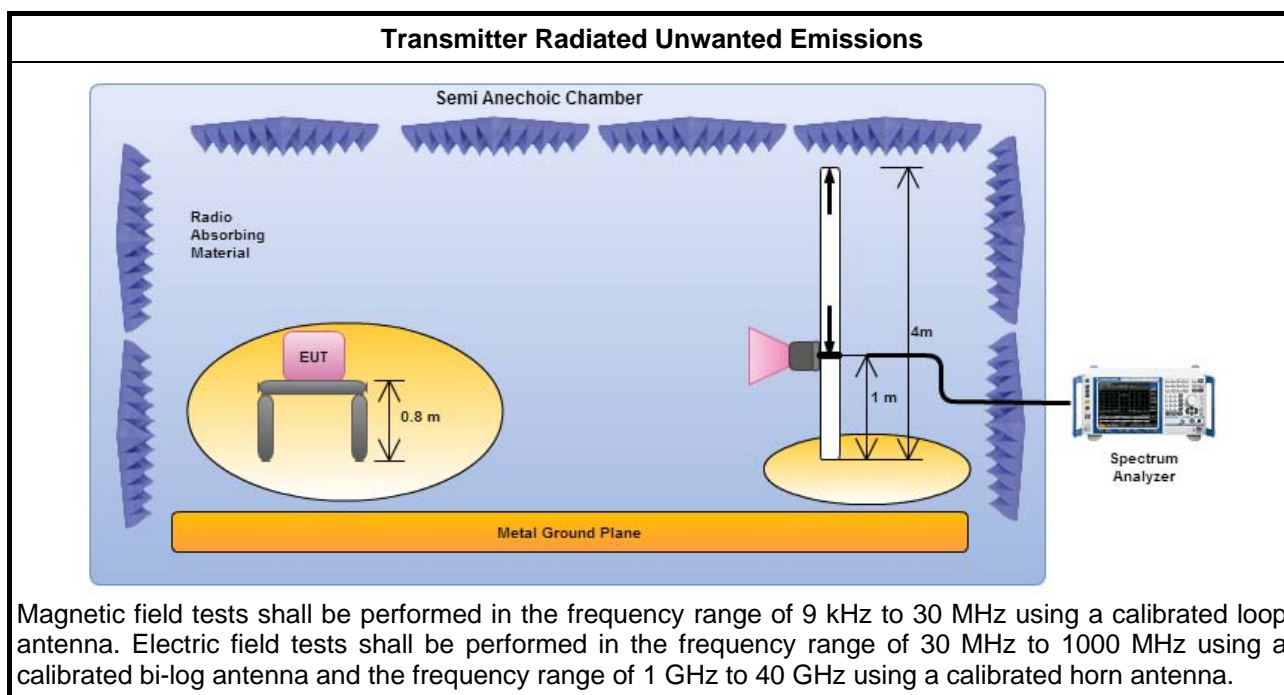 Transmitter Radiated Unwanted Emissions
Semi Anechoic Chamber
Radio
Absorbing
Material
EUT
0.8 m
4m
1 m
Spectrum
Analyzer
Metal Ground Plane
Magnetic field tests shall be performed in the frequency range of 9 kHz to 30 MHz using a calibrated loop
antenna. Electric field tests shall be performed in the frequency range of 30 MHz to 1000 MHz using a
calibrated bi-log antenna and the frequency range of 1 GHz to 40 GHz using a calibrated horn antenna.